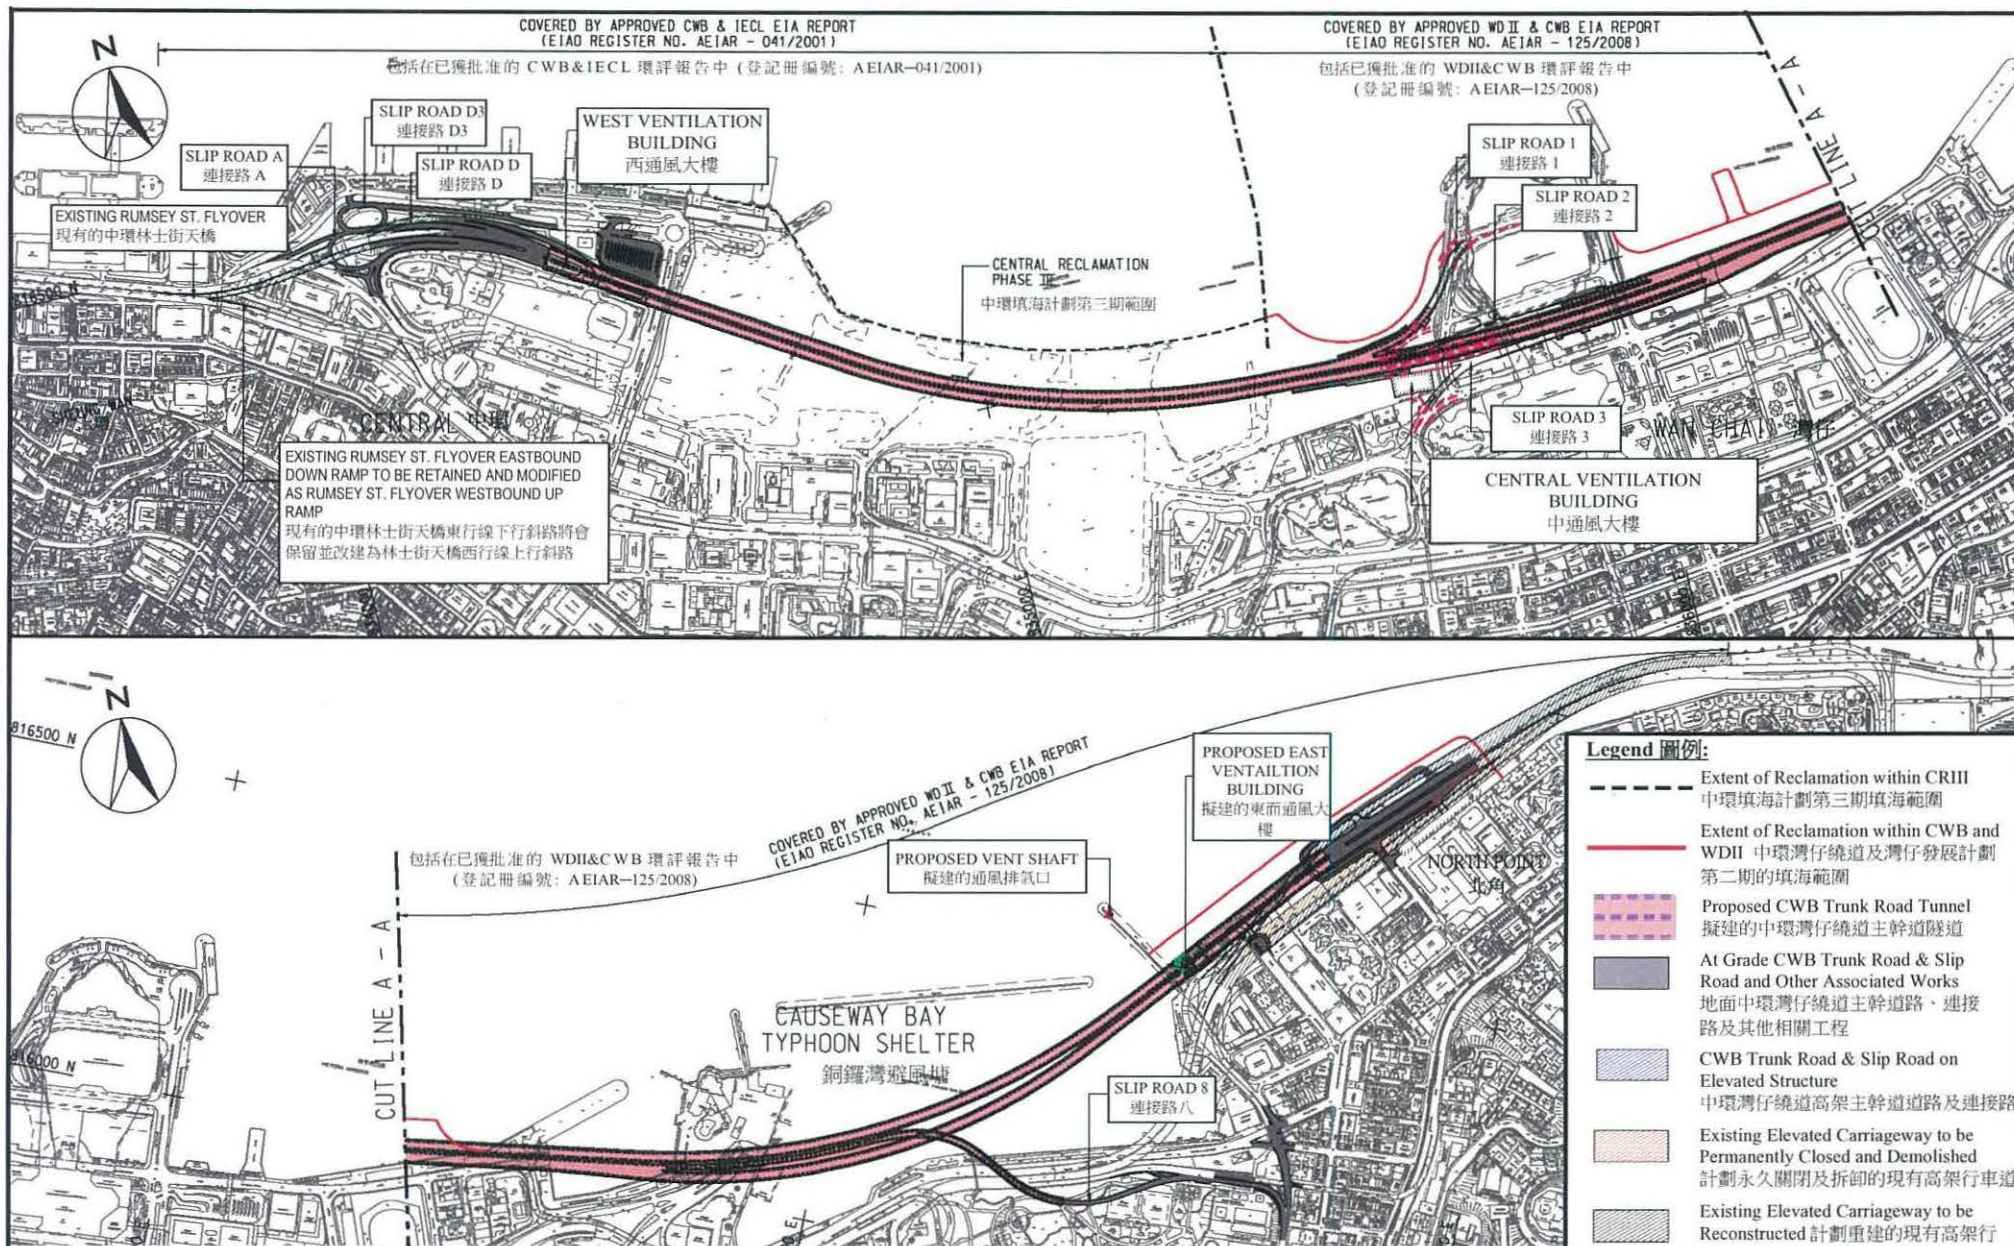 COVERED BY APPROVED CWB & IECL EIA REPORT
(EIAO REGISTER NO. AEIAR - 041/2001)
包括在已獲批准的 CWB&IECL 環評報告中 (登記冊編號: AEIAR-041/2001)
COVERED BY APPROVED WDII & CWB EIA REPORT
(EIAO REGISTER NO. AEIAR - 125/2008)
包括已獲批准的 WDII&CWB 環評報告中
(登記冊編號: AEIAR-125/2008)
CUT LINE A - A
N
SLIP ROAD D3
連接路 D3
SLIP ROAD A
連接路 A
SLIP ROAD D
連接路 D
WEST VENTILATION
BUILDING
西通風大樓
EXISTING RUMSEY ST. FLYOVER
現有的中環林士街天橋
SLIP ROAD 1
連接路 1
SLIP ROAD 2
連接路 2
CENTRAL RECLAMATION
PHASE III
中環填海計劃第三期範圍
816500 N
SHEUNG WAN
CENTRAL 中環
EXISTING RUMSEY ST. FLYOVER EASTBOUND
DOWN RAMP TO BE RETAINED AND MODIFIED
AS RUMSEY ST. FLYOVER WESTBOUND UP
RAMP
現有的中環林士街天橋東行線下行斜路將會
保留並改建為林士街天橋西行線上行斜路
SLIP ROAD 3
連接路 3
WAN CHAI 灣仔
CENTRAL VENTILATION
BUILDING
中通風大樓
N
816500 N
COVERED BY APPROVED WDII & CWB EIA REPORT
(EIAO REGISTER NO. AEIAR - 125/2008)
包括在已獲批准的 WDII&CWB 環評報告中
(登記冊編號: AEIAR-125/2008)
PROPOSED EAST
VENTAILTION
BUILDING
擬建的東面通風大
樓
PROPOSED VENT SHAFT
擬建的通風排氣口
NORTH POINT
北角
CUT LINE A - A
CAUSEWAY BAY
TYPHOON SHELTER
銅鑼灣避風塘
816000 N
SLIP ROAD 8
連接路八
Legend 圖例:
Extent of Reclamation within CRIII
中環填海計劃第三期填海範圍
Extent of Reclamation within CWB and
WDII 中環灣仔繞道及灣仔發展計劃
第二期的填海範圍
Proposed CWB Trunk Road Tunnel
擬建的中環灣仔繞道主幹道隧道
At Grade CWB Trunk Road & Slip
Road and Other Associated Works
地面中環灣仔繞道主幹道路、連接
路及其他相關工程
CWB Trunk Road & Slip Road on
Elevated Structure
中環灣仔繞道高架主幹道道路及連接路
Existing Elevated Carriageway to be
Permanently Closed and Demolished
計劃永久關閉及拆卸的現有高架行車道
Existing Elevated Carriageway to be
Reconstructed 計劃重建的現有高架行